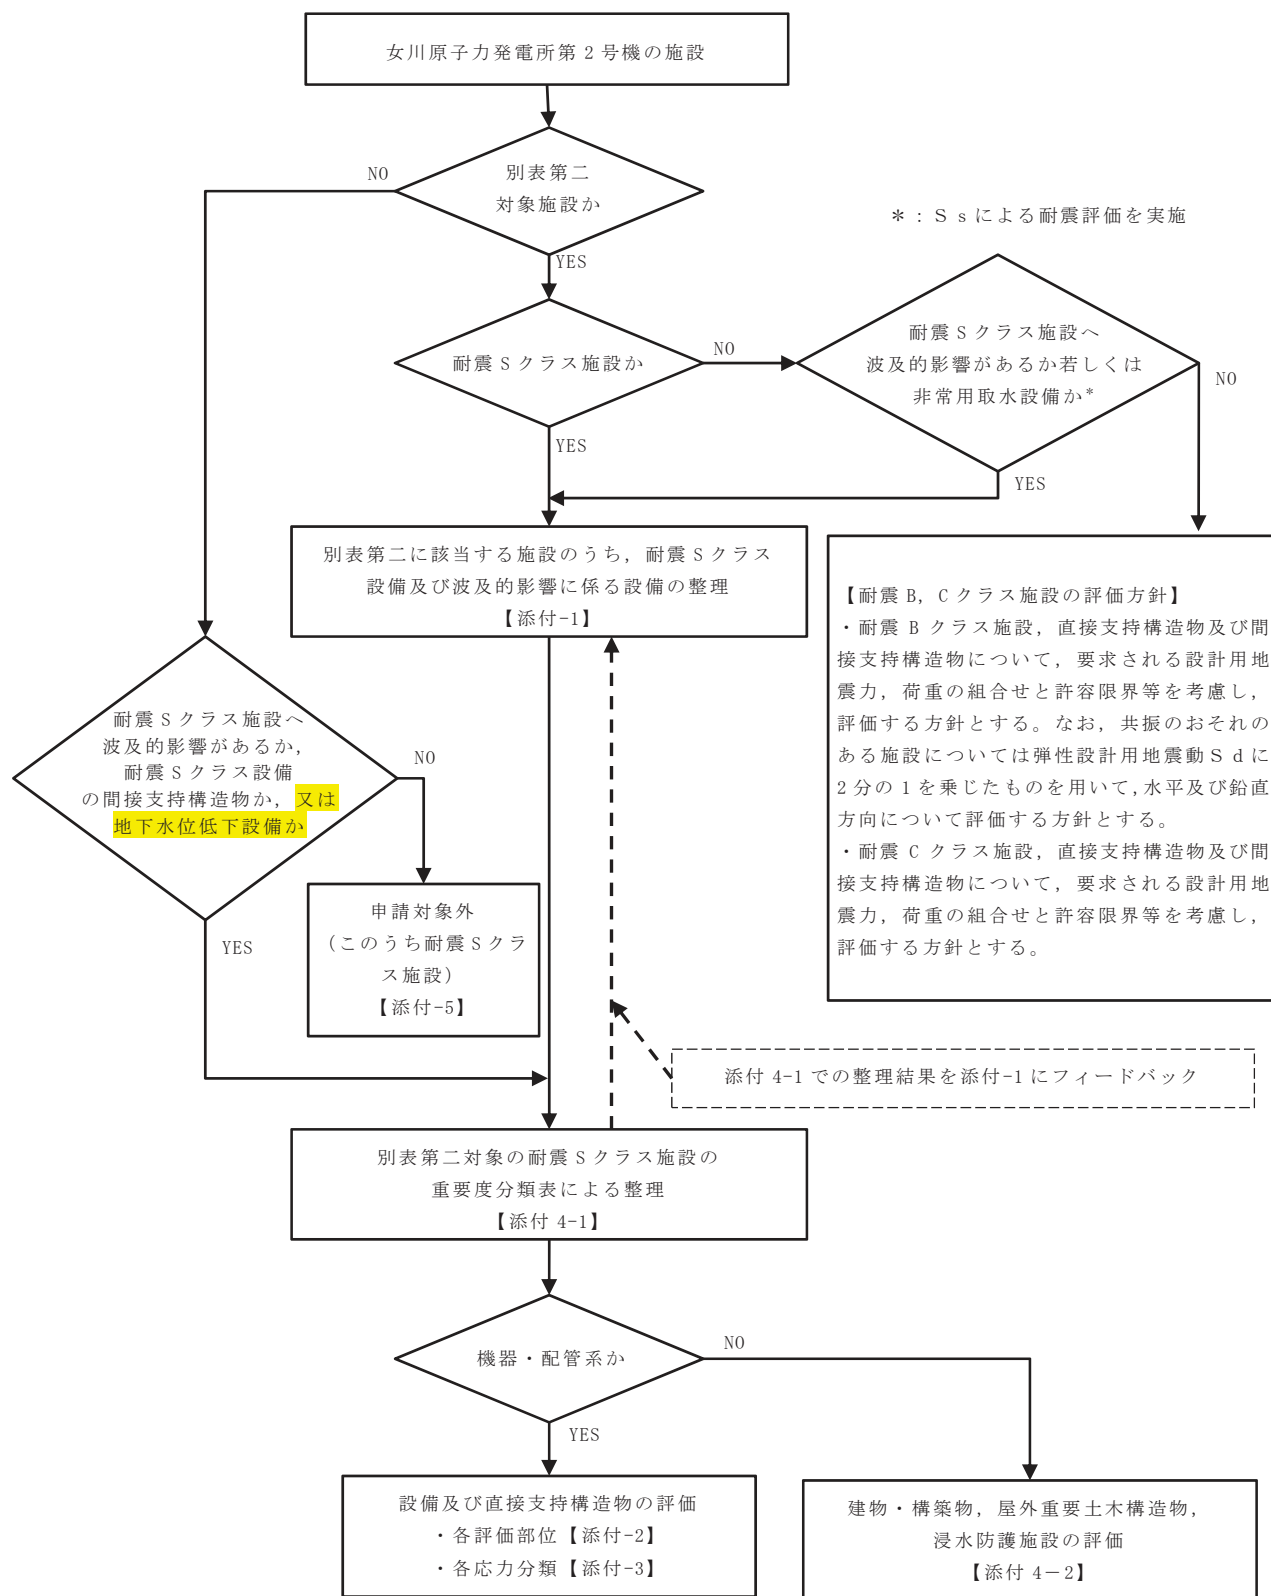 女川原子力発電所第2号機の施設
別表第二
対象施設か
NO
YES
*：Ｓｓによる耐震評価を実施
耐震Sクラス施設か
NO
YES
耐震Sクラス施設へ
波及的影響があるか若しくは
非常用取水設備か*
NO
YES
別表第二に該当する施設のうち，耐震Sクラス
設備及び波及的影響に係る設備の整理
【添付-1】
【耐震B，Cクラス施設の評価方針】
・耐震Bクラス施設，直接支持構造物及び間
接支持構造物について，要求される設計用地
震力，荷重の組合せと許容限界等を考慮し，
評価する方針とする。なお，共振のおそれの
ある施設については弾性設計用地震動Ｓｄに
2分の1を乗じたものを用いて,水平及び鉛直
方向について評価する方針とする。
・耐震Cクラス施設，直接支持構造物及び間
接支持構造物について，要求される設計用地
震力，荷重の組合せと許容限界等を考慮し，
評価する方針とする。
耐震Sクラス施設へ
波及的影響があるか，
耐震Sクラス設備
の間接支持構造物か，又は
地下水位低下設備か
NO
YES
申請対象外
（このうち耐震Sクラ
ス施設）
【添付-5】
添付4-1での整理結果を添付-1にフィードバック
別表第二対象の耐震Sクラス施設の
重要度分類表による整理
【添付4-1】
機器・配管系か
NO
YES
設備及び直接支持構造物の評価
・各評価部位【添付-2】
・各応力分類【添付-3】
建物・構築物，屋外重要土木構造物，
浸水防護施設の評価
【添付4－2】